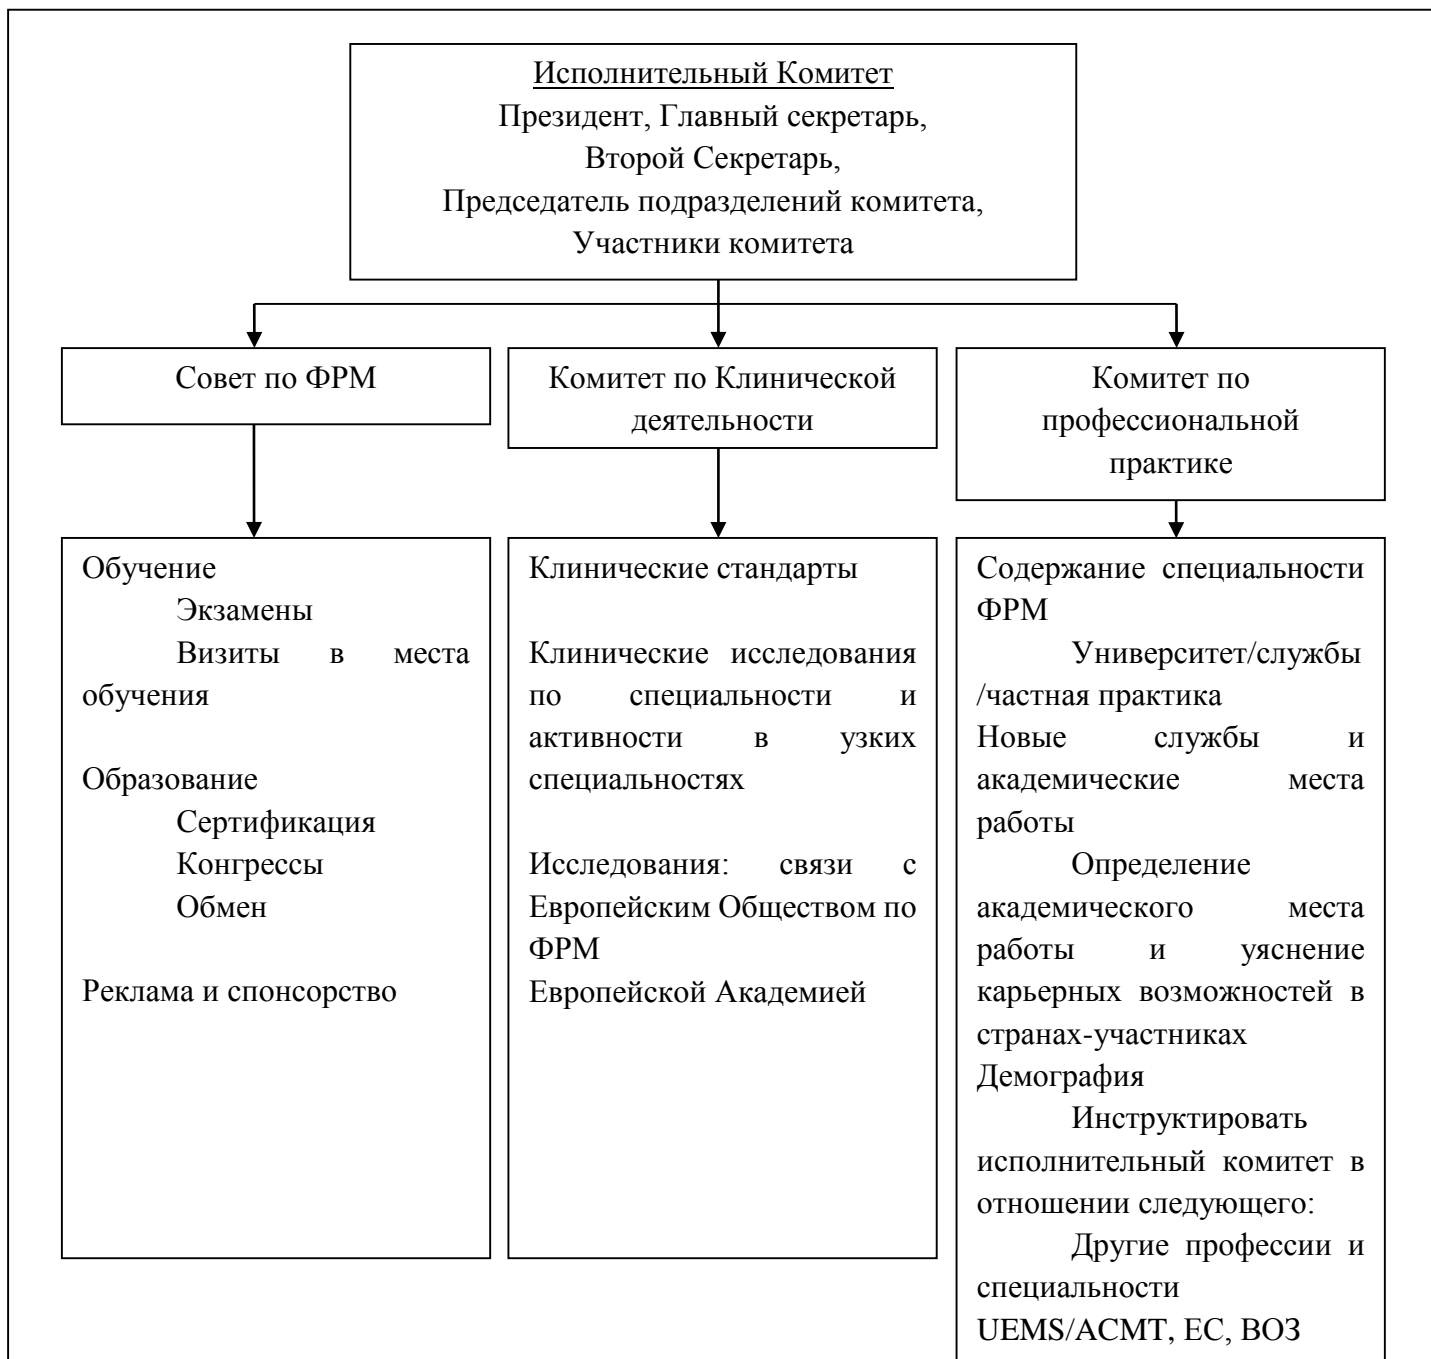 Исполнительный Комитет
Президент, Главный секретарь,
Второй Секретарь,
Председатель подразделений комитета,
Участники комитета
Совет по ФРМ
Комитет по Клинической
деятельности
Комитет по
профессиональной
практике
Обучение
Экзамены
Визиты в места
обучения
Образование
Сертификация
Конгрессы
Обмен
Реклама и спонсорство
Клинические стандарты
Клинические исследования
по специальности и
активности в узких
специальностях
Исследования: связи с
Европейским Обществом по
ФРМ
Европейской Академией
Содержание специальности
ФРМ
Университет/службы
/частная практика
Новые службы и
академические места
работы
Определение
академического места
работы и уяснение
карьерных возможностей в
странах-участниках
Демография
Инструктировать
исполнительный комитет в
отношении следующего:
Другие профессии и
специальности
UEMS/ACMT, ЕС, ВОЗ